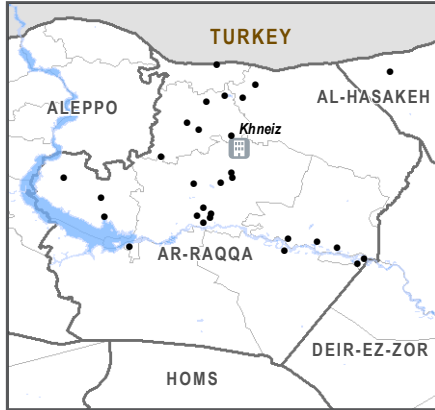 TURKEY
AL-HASAKEH
ALEPPO
Khneiz
AR-RAQQA
DEIR-EZ-ZOR
HOMS